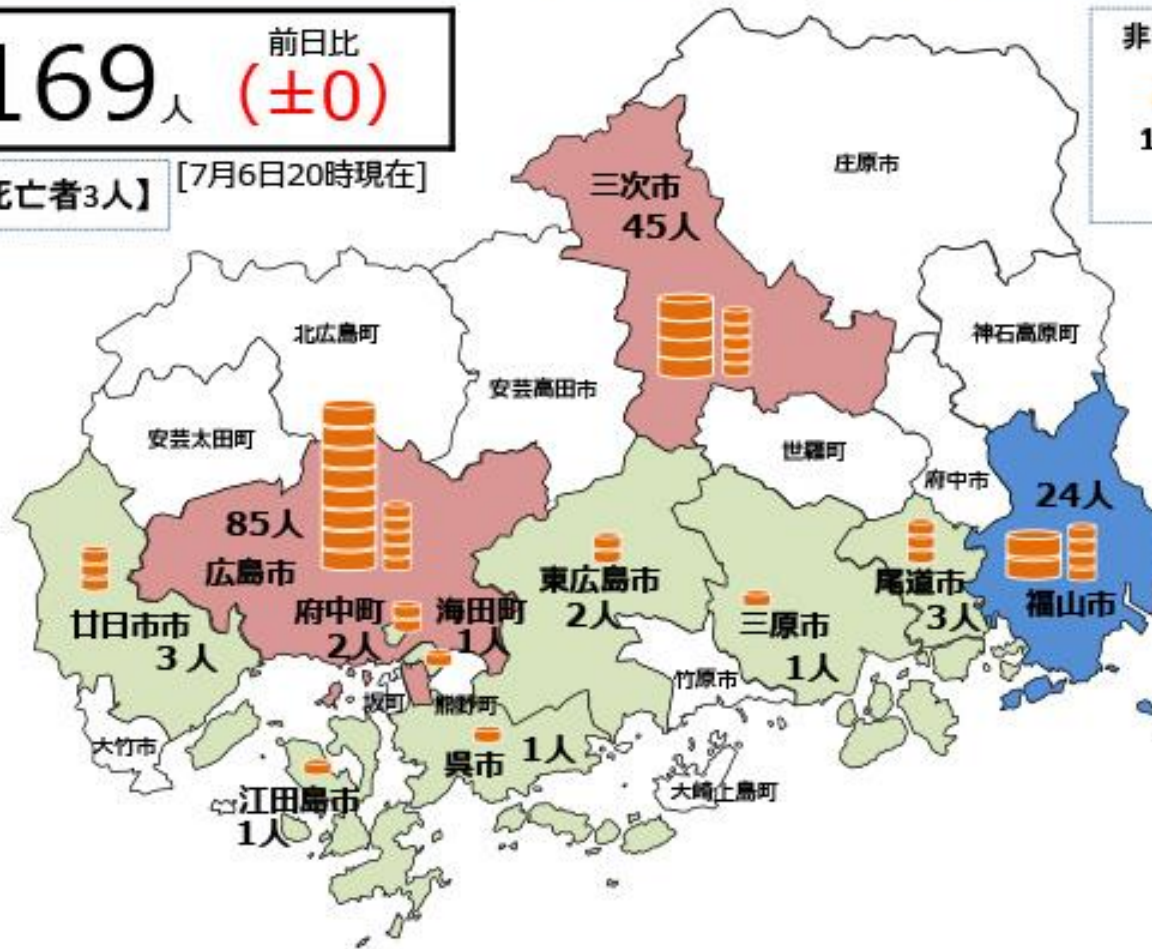 169人
前日比
（±0）
死亡者3人】
[7月6日20時現在]
非
1
庄原市
三次市
45人
北広島町
神石高原町
安芸高田市
安芸太田町
世羅町
府中市
24人
福山市
85人
広島市
府中町
2人
海田町
1人
東広島市
2人
尾道市
3人
三原市
1人
廿日市市
3人
竹原市
坂町
熊野町
大竹市
呉市
1人
江田島市
1人
大崎上島町